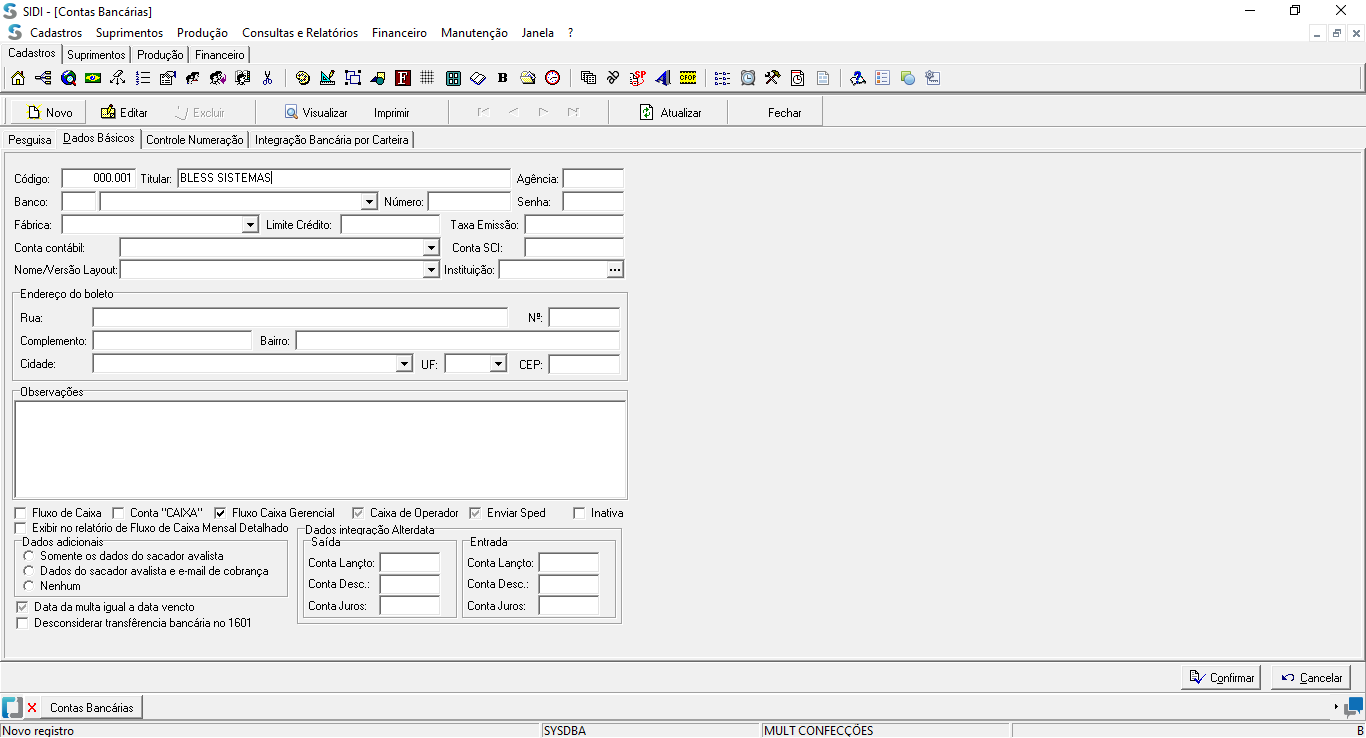 SIDI - [Contas Bancárias]
Cadastros Suprimentos Produção Consultas e Relatórios Financeiro Manutenção Janela ?
Cadastros Suprimentos Produção Financeiro
F B SP CFOP
Novo Editar Excluir Visualizar Imprimir Atualizar Fechar
Pesquisa Dados Básicos Controle Numeração Integração Bancária por Carteira
Código: 000.001 Titular: BLESS SISTEMAS Agência:
Banco: Número: Senha:
Fábrica: Limite Crédito: Taxa Emissão:
Conta contábil: Conta SCI:
Nome/Versão Layout: Instituição: ...
Endereço do boleto
Rua: Nº:
Complemento: Bairro:
Cidade: UF: CEP:
Observações
Fluxo de Caixa Conta "CAIXA" Fluxo Caixa Gerencial Caixa de Operador Enviar Sped Inativa
Exibir no relatório de Fluxo de Caixa Mensal Detalhado
Dados adicionais
Somente os dados do sacador avalista
Dados do sacador avalista e e-mail de cobrança
Nenhum
Data da multa igual a data vencto
Desconsiderar transfêrencia bancária no 1601
Dados integração Alterdata
Saída
Conta Lançto:
Conta Desc.:
Conta Juros:
Entrada
Conta Lançto:
Conta Desc.:
Conta Juros:
Confirmar Cancelar
Contas Bancárias
Novo registro SYSDBA MULT CONFECÇÕES B